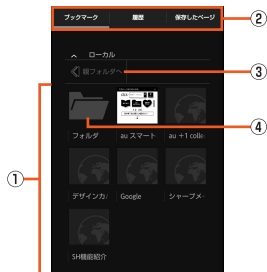 ブックマーク 履歴 保存したページ
②
ローカル
親フォルダへ
③
①
④
フォルダ au スマート au +1 colle
デザインカ Google シャープメー
SH機能紹介